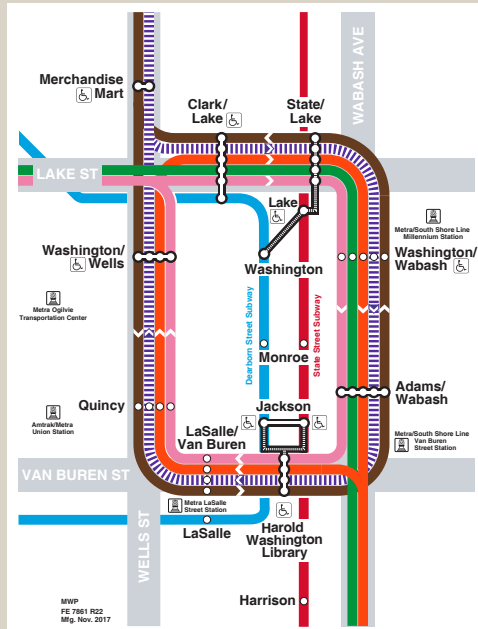 WABASH AVE
Merchandise
Mart
Clark/
Lake
State/
Lake
LAKE ST
Lake
Metra/South Shore Line
Millennium Station
Washington/
Wells
Washington
Washington/
Wabash
Metra Ogilvie
Transportation Center
Dearborn Street Subway
State Street Subway
Monroe
Adams/
Wabash
Quincy
Jackson
LaSalle/
Van Buren
Amtrak/Metra
Union Station
Metra/South Shore Line
Van Buren
Street Station
VAN BUREN ST
Metra LaSalle
Street Station
WELLS ST
LaSalle
Harold
Washington
Library
Harrison
MWP
FE 7861 R22
Mfg. Nov. 2017